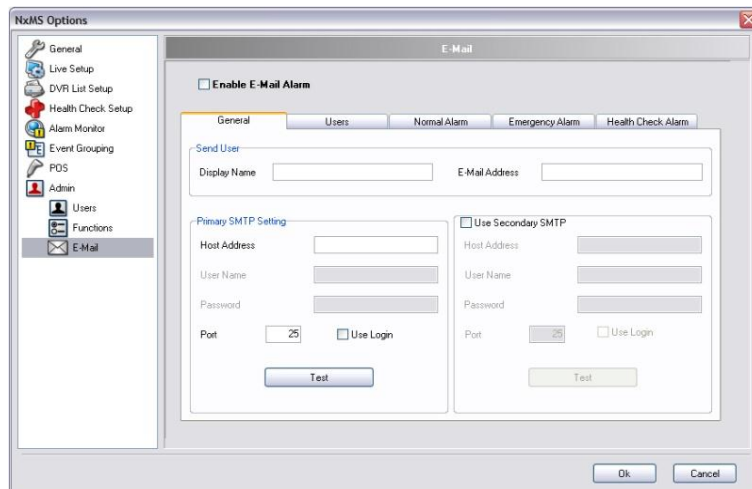 NxMS Options
General
Live Setup
DVR List Setup
Health Check Setup
Alarm Monitor
Event Grouping
POS
Admin
Users
Functions
E-Mail
E-Mail
Enable E-Mail Alarm
General Users Normal Alarm Emergency Alarm Health Check Alarm
Send User
Display Name E-Mail Address
Primary SMTP Setting
Host Address
User Name
Password
Port 25 Use Login
Test
Use Secondary SMTP
Host Address
User Name
Password
Port 25 Use Login
Test
Ok Cancel